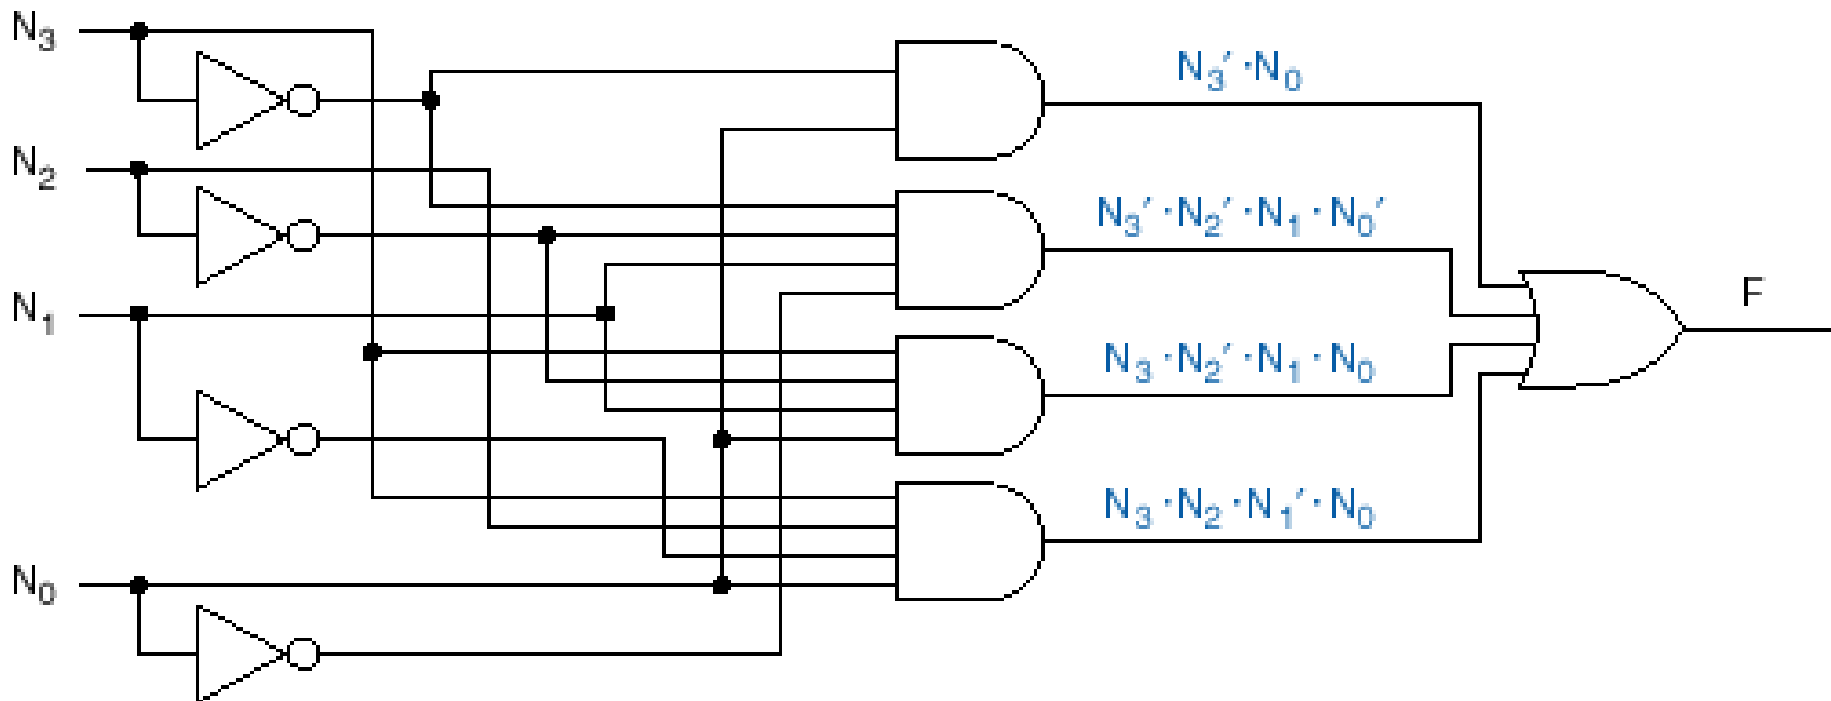 N₃
N₃′ · N₀
N₂
N₃′ · N₂′ · N₁ · N₀′
N₁
F
N₃ · N₂′ · N₁ · N₀
N₃ · N₂ · N₁′ · N₀
N₀